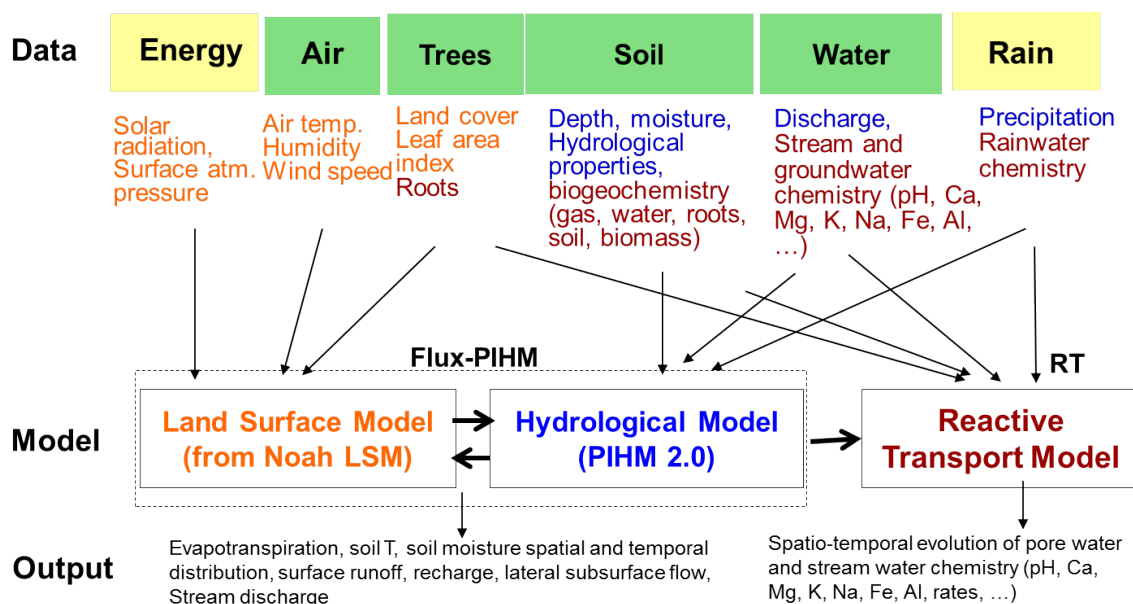 Data
Energy
Air
Trees
Soil
Water
Rain
Solar
radiation,
Surface atm.
pressure
Air temp.
Humidity
Wind speed
Land cover
Leaf area
index
Roots
Depth, moisture,
Hydrological
properties,
biogeochemistry
(gas, water, roots,
soil, biomass)
Discharge,
Stream and
groundwater
chemistry (pH, Ca,
Mg, K, Na, Fe, Al,
…)
Precipitation
Rainwater
chemistry
Flux-PIHM
RT
Model
Land Surface Model
(from Noah LSM)
Hydrological Model
(PIHM 2.0)
Reactive
Transport Model
Output
Evapotranspiration, soil T, soil moisture spatial and temporal
distribution, surface runoff, recharge, lateral subsurface flow,
Stream discharge
Spatio-temporal evolution of pore water
and stream water chemistry (pH, Ca,
Mg, K, Na, Fe, Al, rates, …)